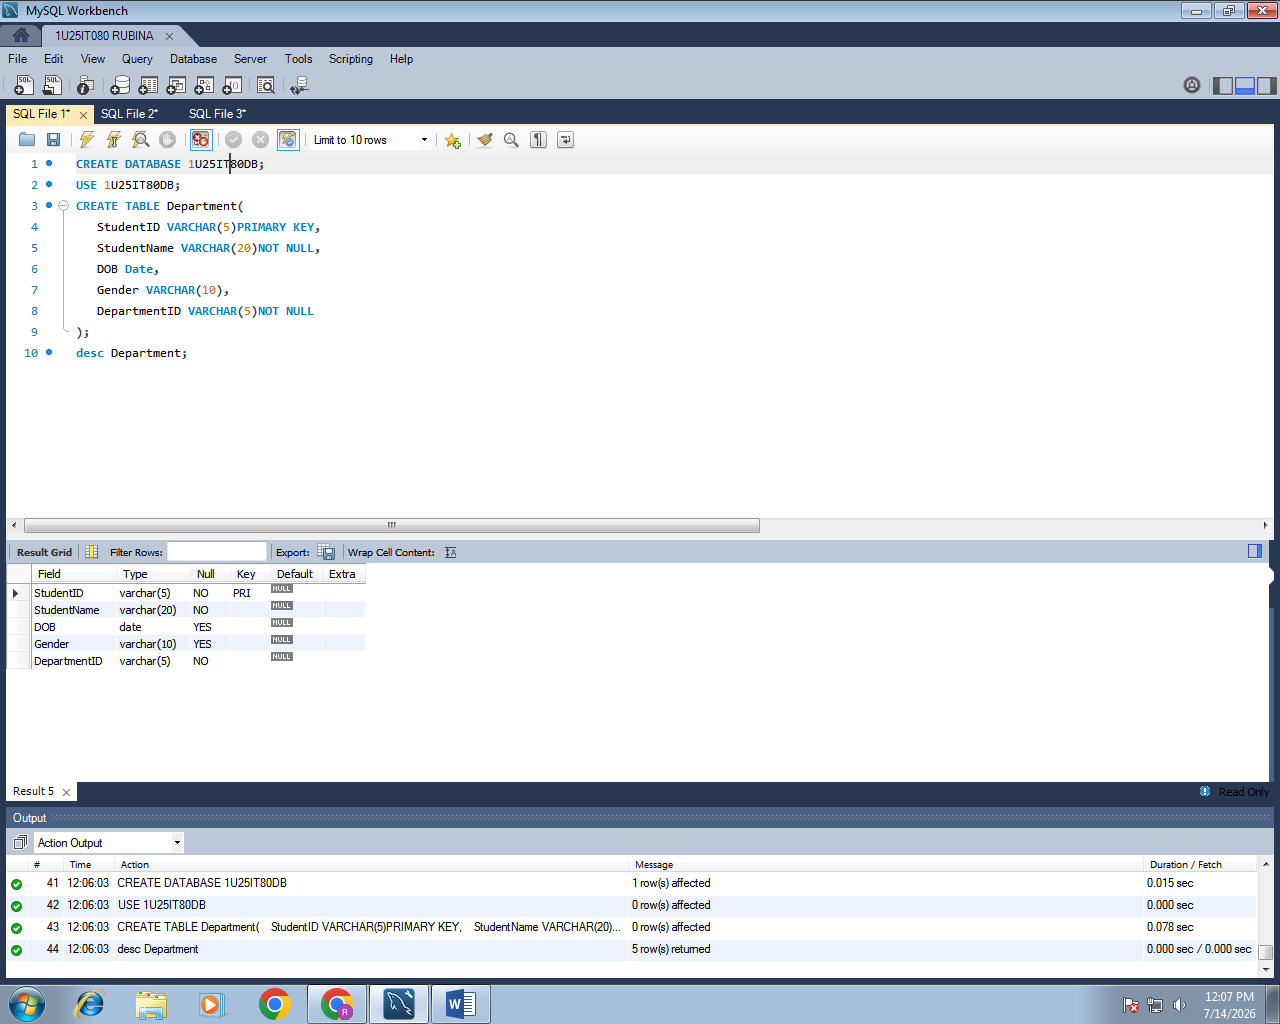 MySQL Workbench
1U25IT080 RUBINA
File Edit View Query Database Server Tools Scripting Help
SQL File 1* SQL File 2* SQL File 3*
Limit to 10 rows
1 CREATE DATABASE 1U25IT80DB;
2 USE 1U25IT80DB;
3 CREATE TABLE Department(
4 StudentID VARCHAR(5)PRIMARY KEY,
5 StudentName VARCHAR(20)NOT NULL,
6 DOB Date,
7 Gender VARCHAR(10),
8 DepartmentID VARCHAR(5)NOT NULL
9 );
10 desc Department;
Result Grid Filter Rows: Export: Wrap Cell Content:
Field Type Null Key Default Extra
StudentID varchar(5) NO PRI NULL
StudentName varchar(20) NO NULL
DOB date YES NULL
Gender varchar(10) YES NULL
DepartmentID varchar(5) NO NULL
Result 5 Read Only
Output
Action Output
# Time Action Message Duration / Fetch
41 12:06:03 CREATE DATABASE 1U25IT80DB 1 row(s) affected 0.015 sec
42 12:06:03 USE 1U25IT80DB 0 row(s) affected 0.000 sec
43 12:06:03 CREATE TABLE Department( StudentID VARCHAR(5)PRIMARY KEY, StudentName VARCHAR(20)... 0 row(s) affected 0.078 sec
44 12:06:03 desc Department 5 row(s) returned 0.000 sec / 0.000 sec
12:07 PM
7/14/2026